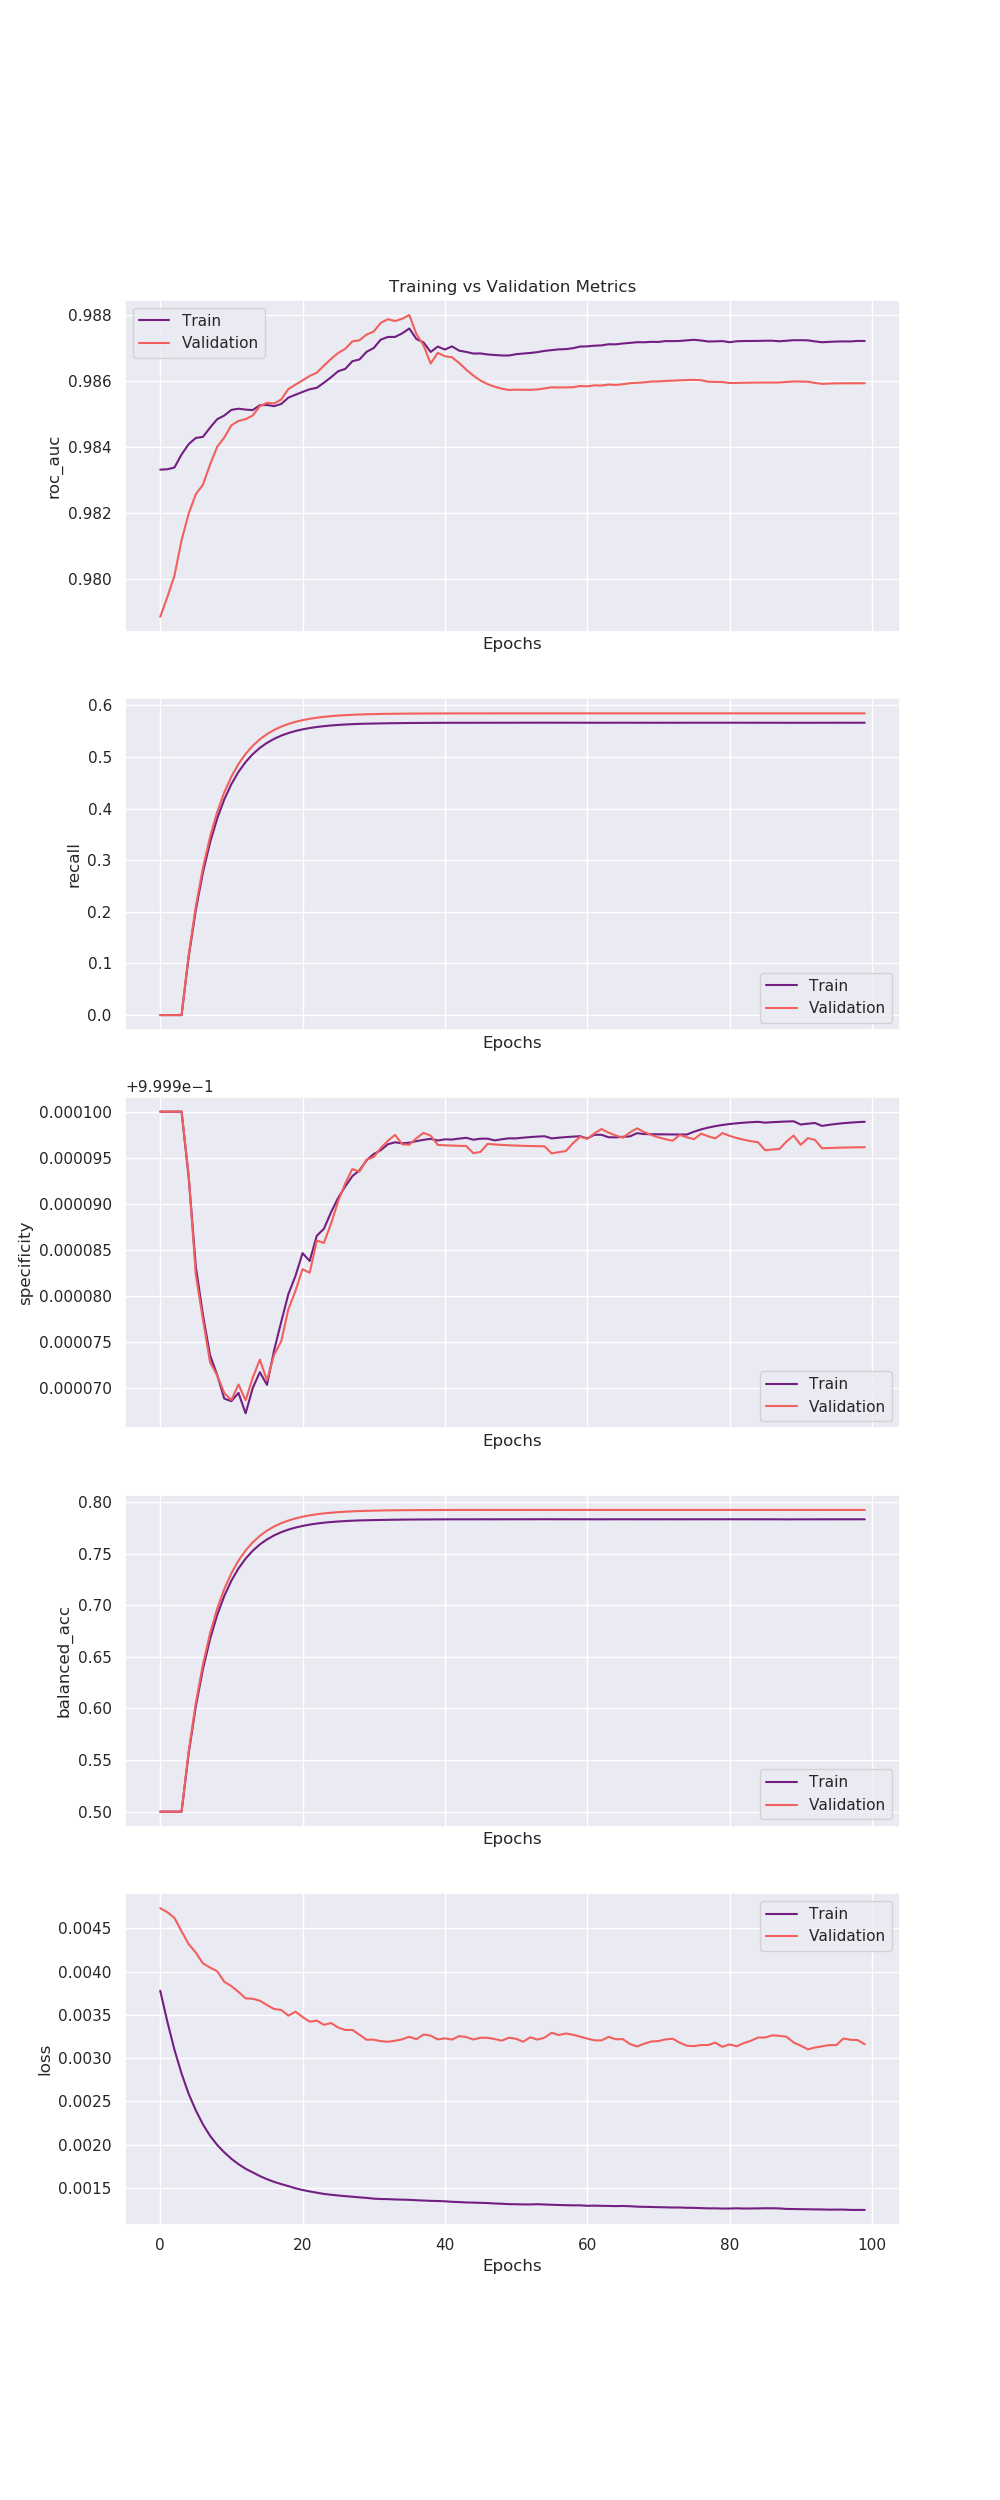 Training vs Validation Metrics
0.988
0.986
0.984
0.982
0.980
roc_auc
Train
Validation
Epochs
0.6
0.5
0.4
0.3
0.2
0.1
0.0
recall
Train
Validation
Epochs
+9.999e−1
0.000100
0.000095
0.000090
0.000085
0.000080
0.000075
0.000070
specificity
Train
Validation
Epochs
0.80
0.75
0.70
0.65
0.60
0.55
0.50
balanced_acc
Train
Validation
Epochs
0.0045
0.0040
0.0035
0.0030
0.0025
0.0020
0.0015
loss
Train
Validation
0 20 40 60 80 100
Epochs